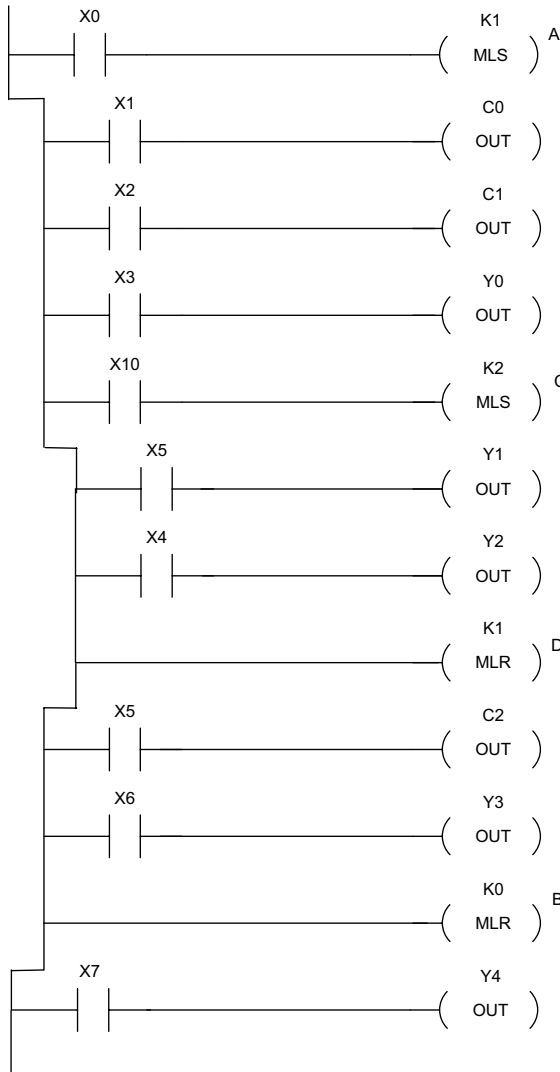 X0 K1
MLS A
X1 C0
OUT
X2 C1
OUT
X3 Y0
OUT
X10 K2
MLS C
X5 Y1
OUT
X4 Y2
OUT
K1
MLR D
X5 C2
OUT
X6 Y3
OUT
K0
MLR B
X7 Y4
OUT